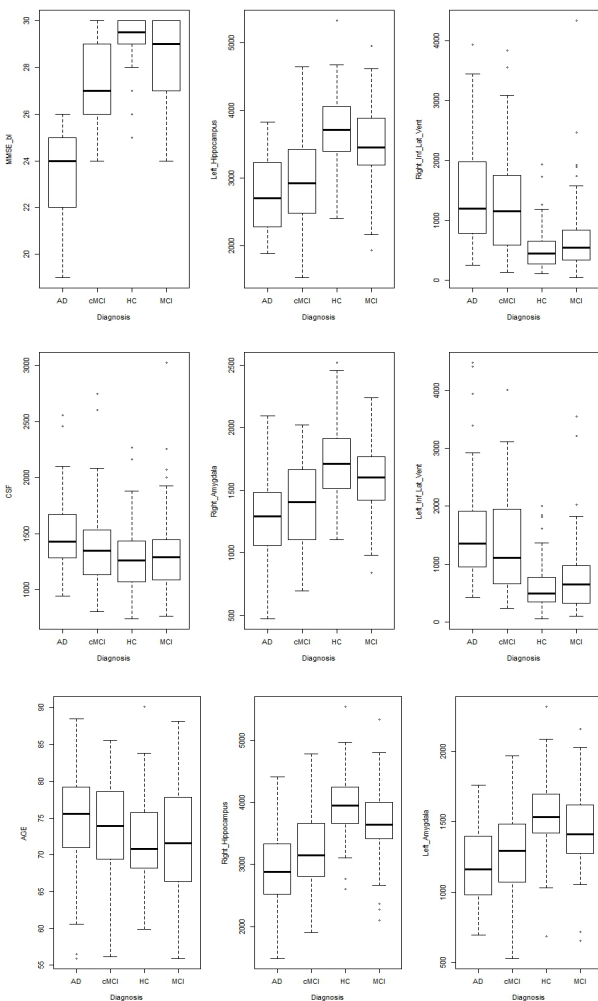 MMSE_bl
30
28
26
24
22
20
AD cMCI HC MCI
Diagnosis
Left_Hippocampus
5000
4000
3000
2000
AD cMCI HC MCI
Diagnosis
Right_Inf_Lat_Vent
4000
3000
2000
1000
0
AD cMCI HC MCI
Diagnosis
CSF
3000
2500
2000
1500
1000
AD cMCI HC MCI
Diagnosis
Right_Amygdala
2500
2000
1500
1000
500
AD cMCI HC MCI
Diagnosis
Left_Inf_Lat_Vent
4000
3000
2000
1000
0
AD cMCI HC MCI
Diagnosis
AGE
90
85
80
75
70
65
60
55
AD cMCI HC MCI
Diagnosis
Right_Hippocampus
5000
4000
3000
2000
AD cMCI HC MCI
Diagnosis
Left_Amygdala
2000
1500
1000
500
AD cMCI HC MCI
Diagnosis